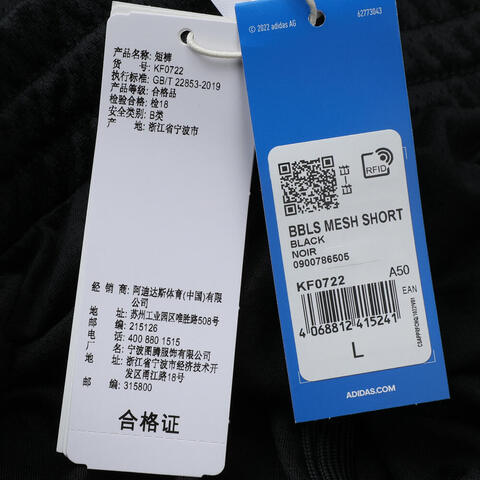 产品名称: 短裤
货 号: KF0722
执行标准: GB/T 22853-2019
产品等级: 合格品
检验合格: 检18
安全类别: B类
产 地: 浙江省宁波市
经 销 商: 阿迪达斯体育(中国)有限
公司
地 址: 苏州工业园区唯胜路508号
邮 编: 215126
电 话: 400 880 1515
厂 名: 宁波图腾服饰有限公司
地 址: 浙江省宁波市经济技术开
发区甬江路18号
邮 编: 315800
合格证
© 2022 adidas AG
62773043
RFID
BBLS MESH SHORT
BLACK
NOIR
0900786505
KF0722 A50
EAN
4 068812 415241
L
ADIDAS.COM